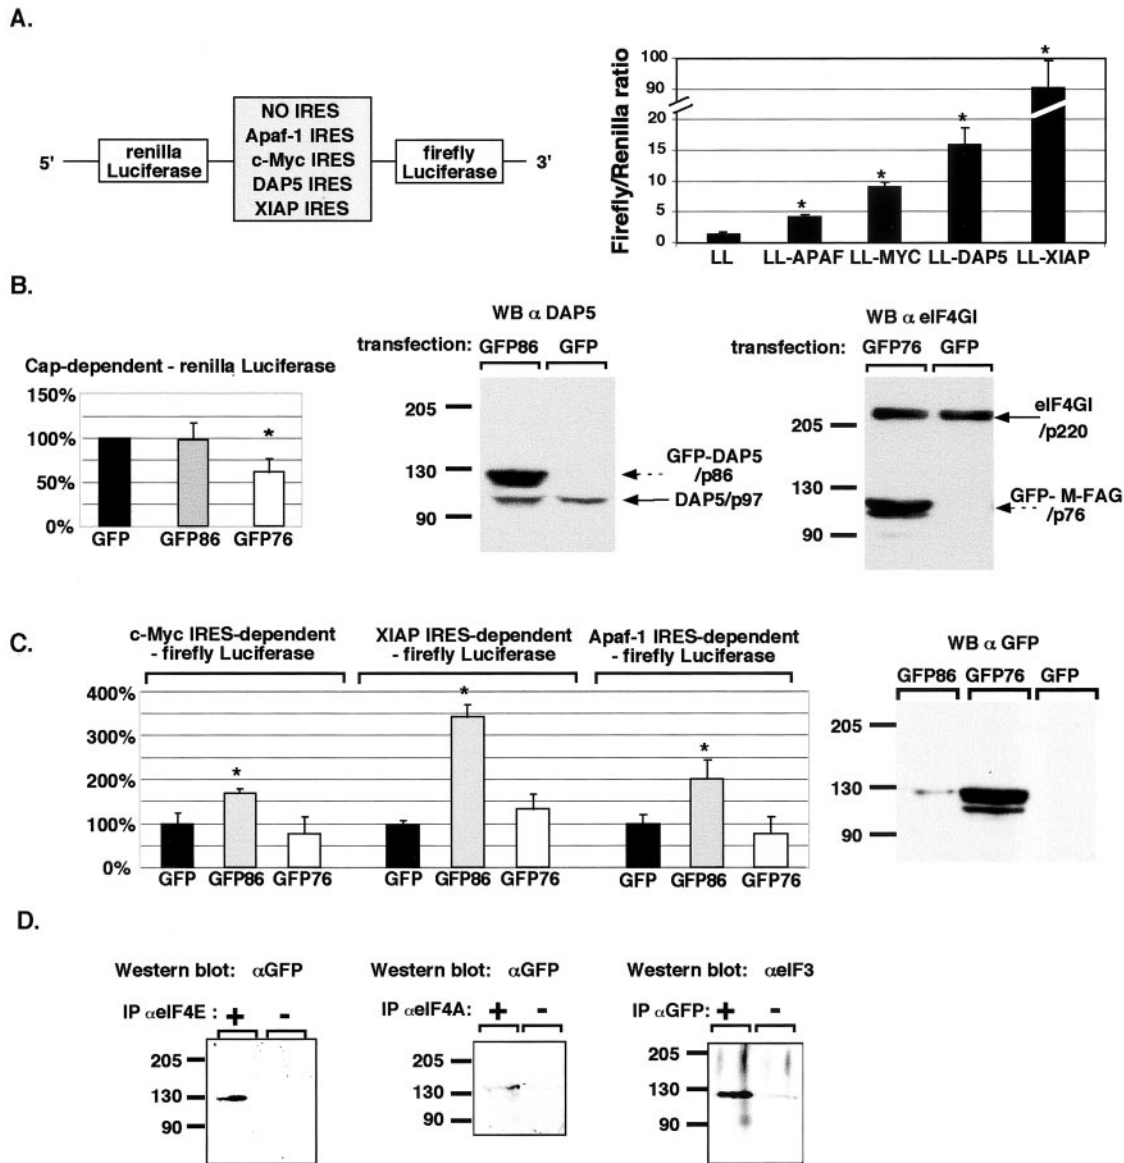 A.
5'
renilla
Luciferase
NO IRES
Apaf-1 IRES
c-Myc IRES
DAP5 IRES
XIAP IRES
firefly
Luciferase
3'
Firefly/Renilla ratio
100
90
20
15
10
5
0
*
*
*
*
LL LL-APAF LL-MYC LL-DAP5 LL-XIAP
B.
Cap-dependent - renilla Luciferase
150%
100%
50%
0%
*
GFP GFP86 GFP76
WB α DAP5
transfection: GFP86 GFP
205
130
90
GFP-DAP5
/p86
DAP5/p97
WB α eIF4GI
transfection: GFP76 GFP
205
130
90
eIF4GI
/p220
GFP- M-FAG
/p76
C.
c-Myc IRES-dependent
- firefly Luciferase
XIAP IRES-dependent
- firefly Luciferase
Apaf-1 IRES-dependent
- firefly Luciferase
400%
300%
200%
100%
0%
*
*
*
GFP GFP86 GFP76 GFP GFP86 GFP76 GFP GFP86 GFP76
WB α GFP
GFP86 GFP76 GFP
205
130
90
D.
Western blot: αGFP
IP αeIF4E : + -
205
130
90
Western blot: αGFP
IP αeIF4A: + -
205
130
90
Western blot: αeIF3
IP αGFP: + -
205
130
90